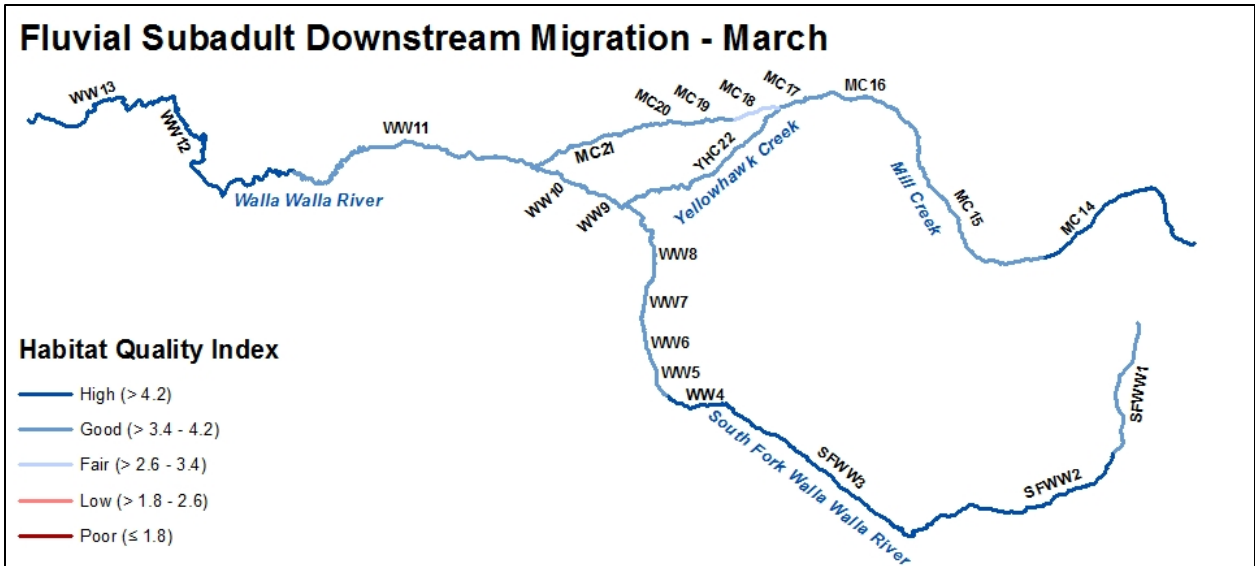 Fluvial Subadult Downstream Migration - March
WW13
WW12
Walla Walla River
WW11
MC21
MC20
MC19
MC18
MC17
MC16
YHC22
Yellowhawk Creek
Mill Creek
MC15
MC14
WW10
WW9
WW8
WW7
WW6
WW5
WW4
South Fork Walla Walla River
SFWW3
SFWW2
SFWW1
Habitat Quality Index
High (> 4.2)
Good (> 3.4 - 4.2)
Fair (> 2.6 - 3.4)
Low (> 1.8 - 2.6)
Poor (≤ 1.8)